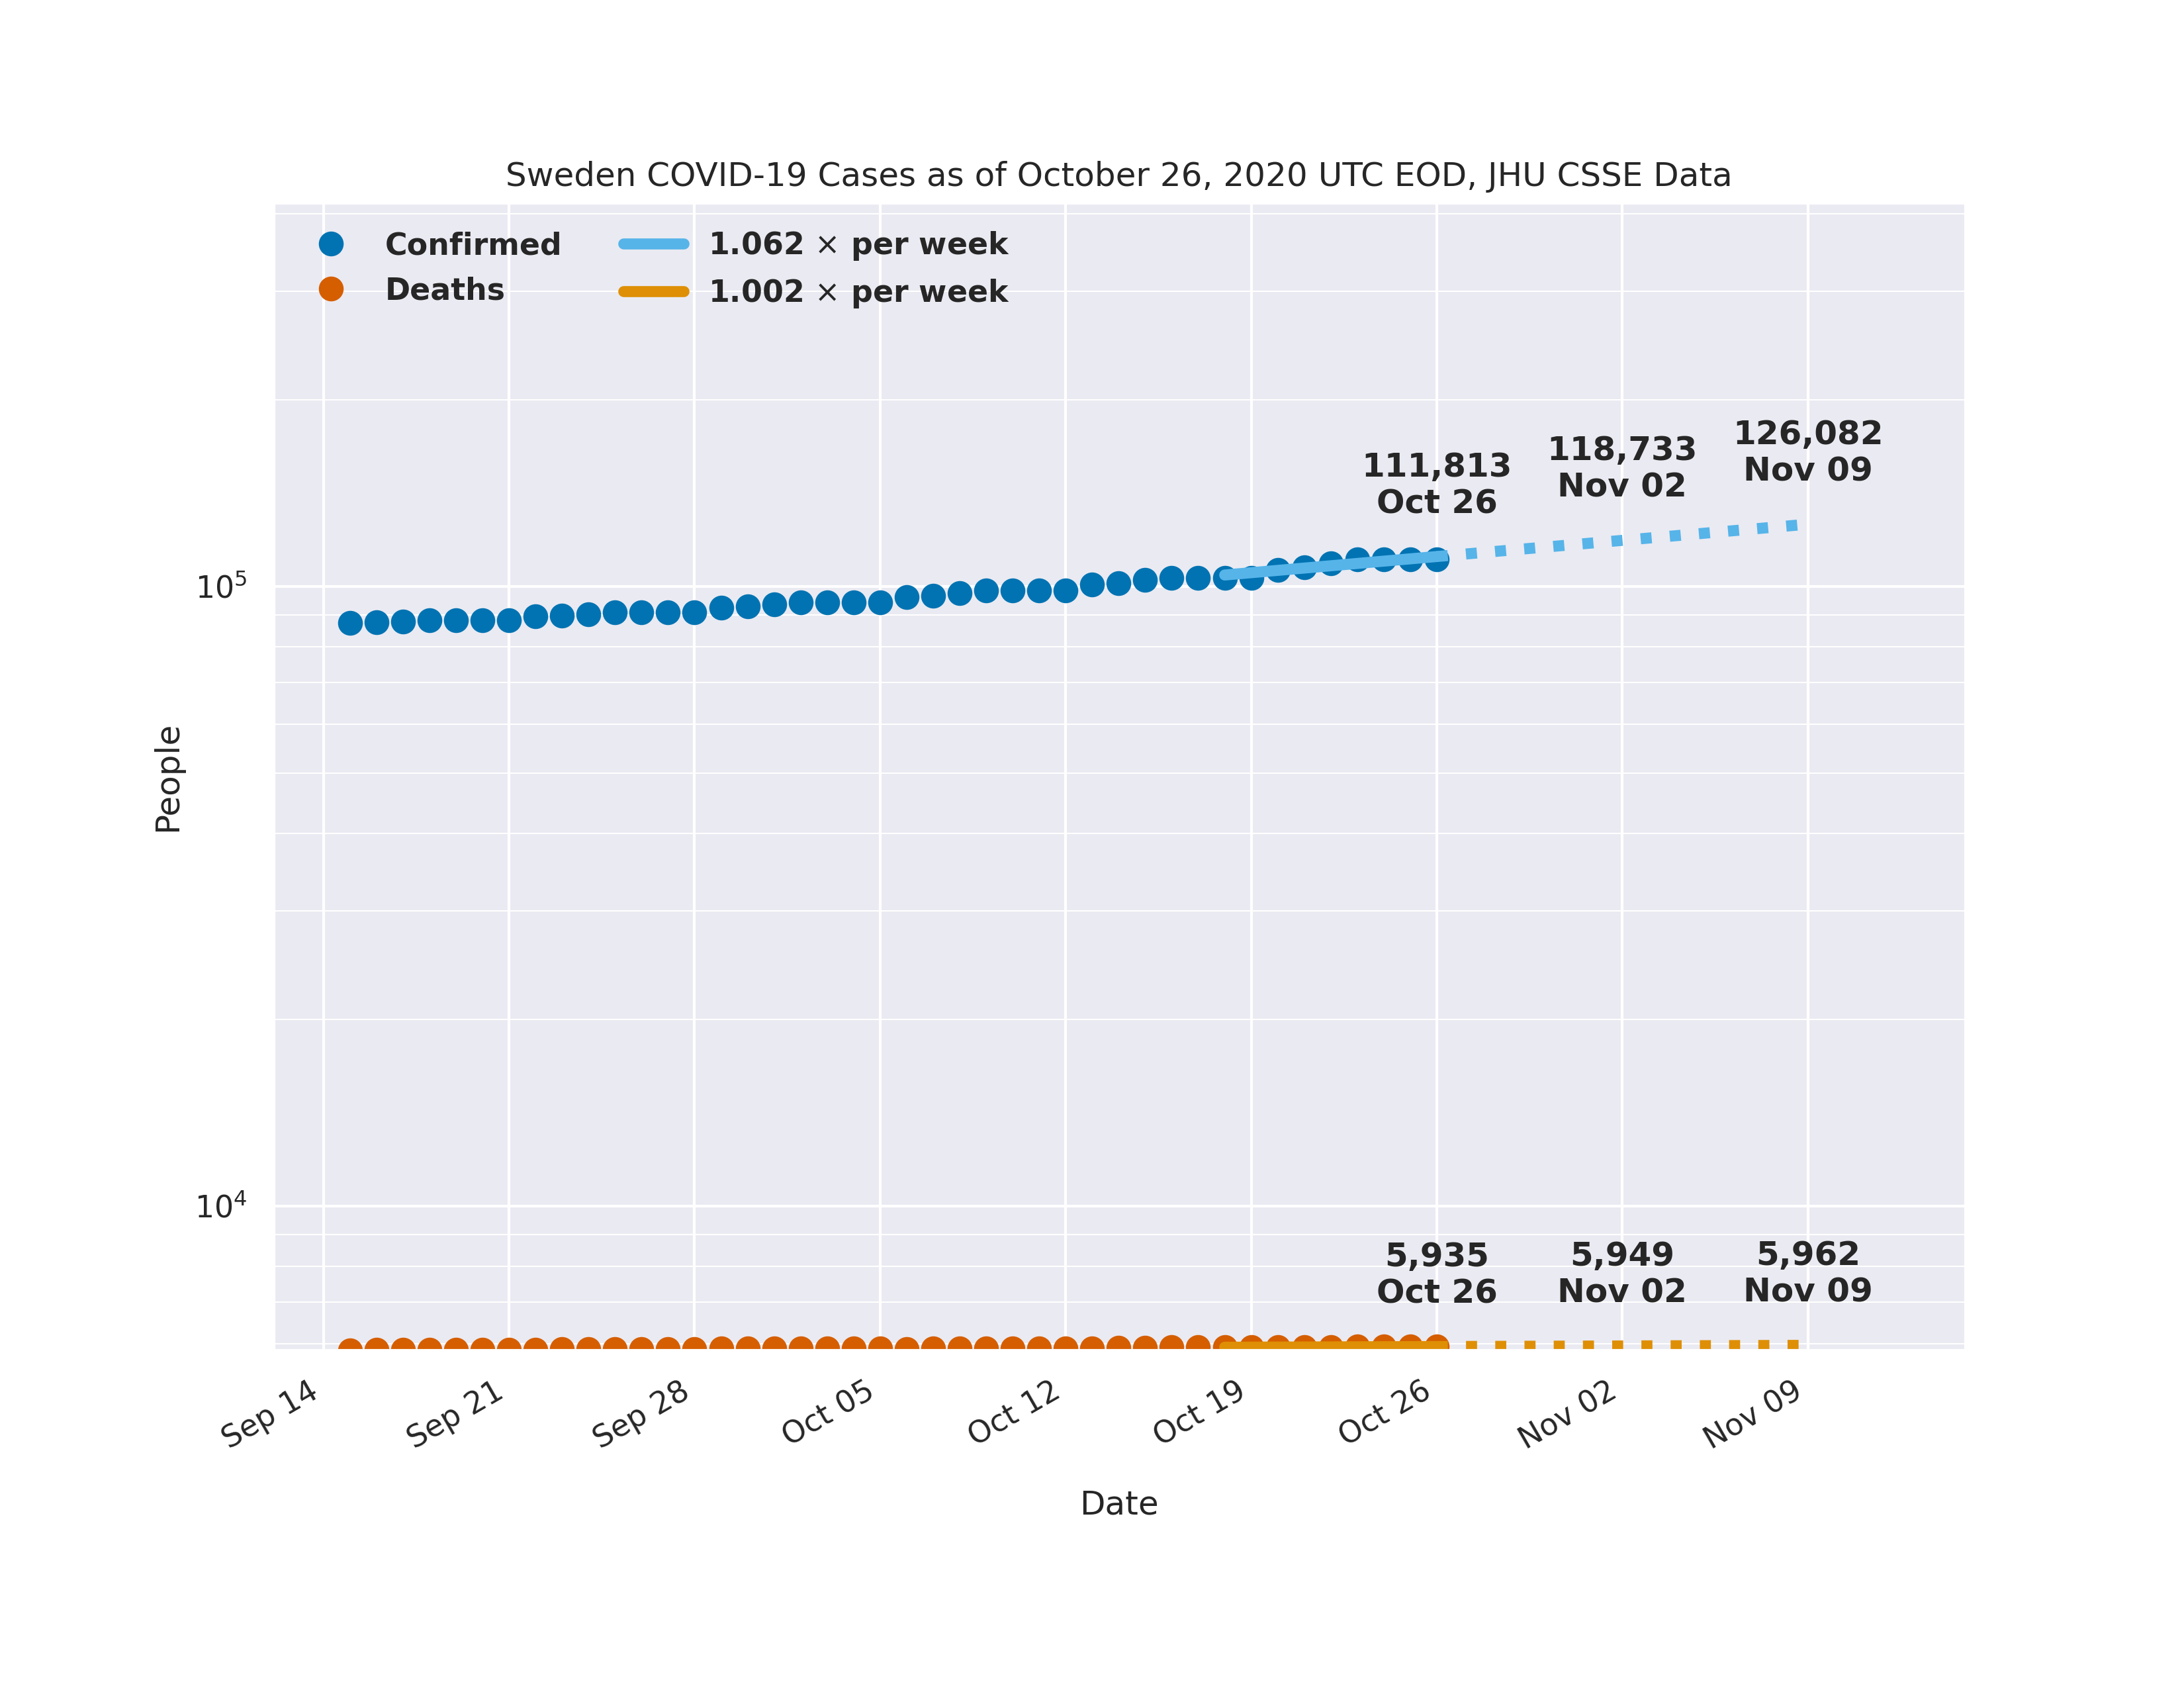 Sweden COVID-19 Cases as of October 26, 2020 UTC EOD, JHU CSSE Data
Confirmed
Deaths
1.062 × per week
1.002 × per week
111,813
Oct 26
118,733
Nov 02
126,082
Nov 09
10⁵
People
10⁴
5,935
Oct 26
5,949
Nov 02
5,962
Nov 09
Sep 14
Sep 21
Sep 28
Oct 05
Oct 12
Oct 19
Oct 26
Nov 02
Nov 09
Date